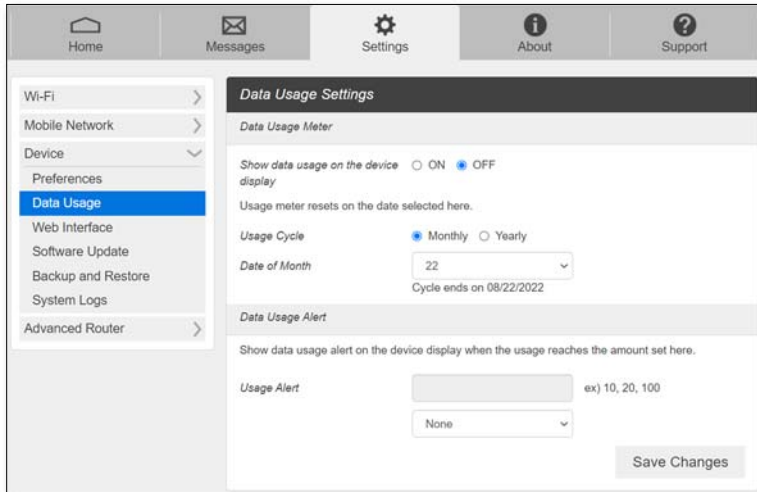 Home
Messages
Settings
About
Support
Wi-Fi
Mobile Network
Device
Preferences
Data Usage
Web Interface
Software Update
Backup and Restore
System Logs
Advanced Router
Data Usage Settings
Data Usage Meter
Show data usage on the device
display
ON OFF
Usage meter resets on the date selected here.
Usage Cycle
Monthly Yearly
Date of Month
22
Cycle ends on 08/22/2022
Data Usage Alert
Show data usage alert on the device display when the usage reaches the amount set here.
Usage Alert
ex) 10, 20, 100
None
Save Changes